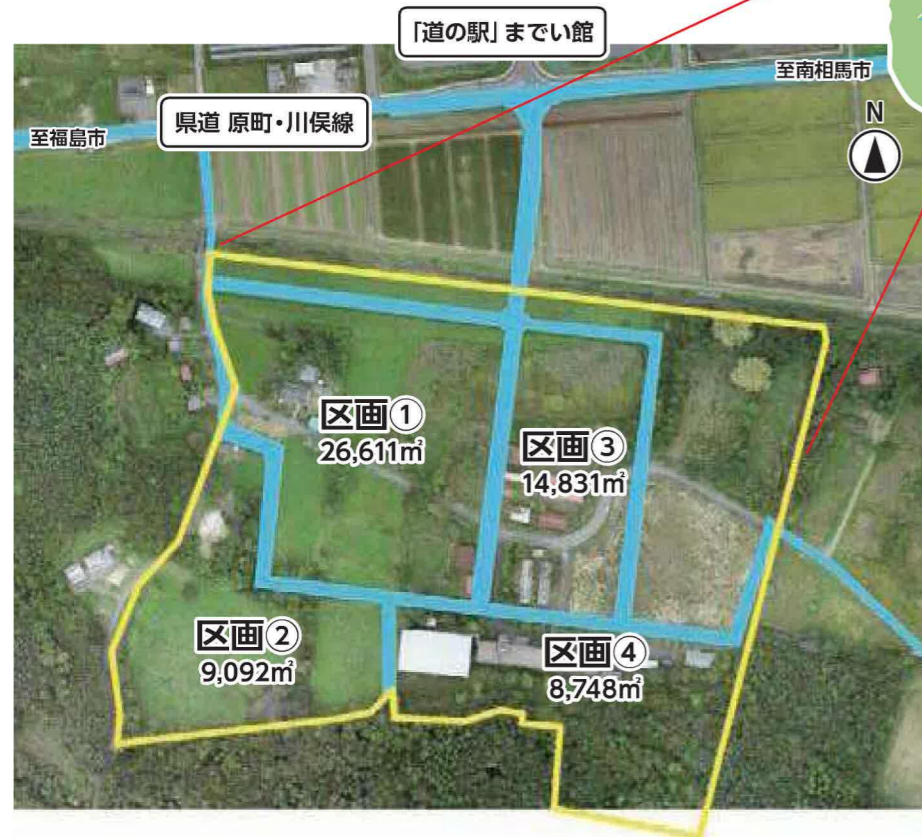 「道の駅」までい館
至南相馬市
県道 原町・川俣線
至福島市
N
区画①
26,611㎡
区画③
14,831㎡
区画②
9,092㎡
区画④
8,748㎡